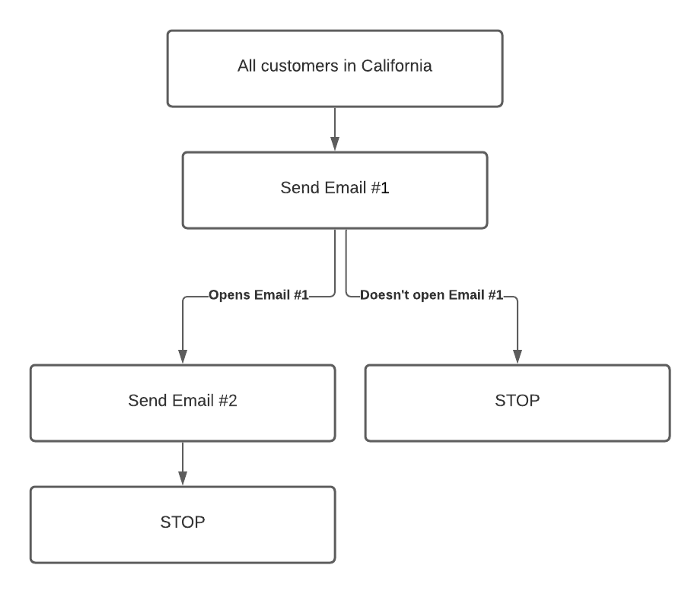 All customers in California
Send Email #1
Opens Email #1
Doesn't open Email #1
Send Email #2
STOP
STOP